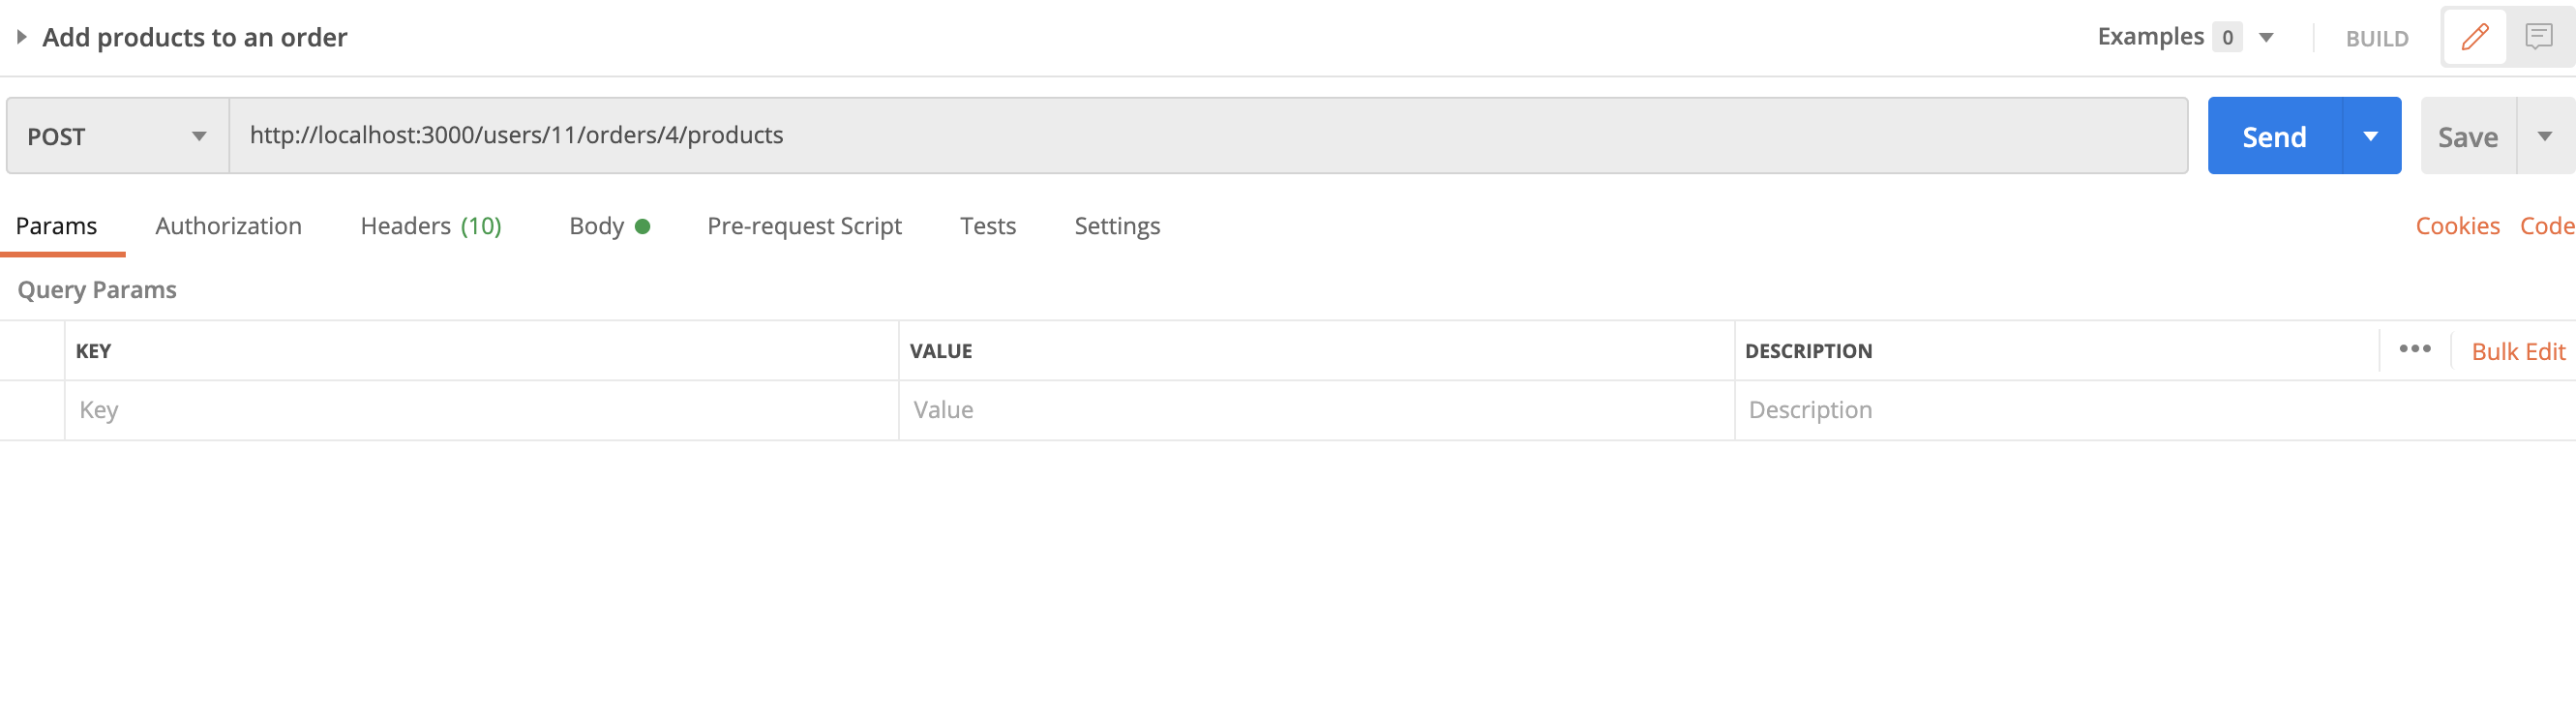 Add products to an order Examples 0 BUILD
POST http://localhost:3000/users/11/orders/4/products Send Save
Params Authorization Headers (10) Body Pre-request Script Tests Settings Cookies Code
Query Params
KEY VALUE DESCRIPTION ••• Bulk Edit
Key Value Description